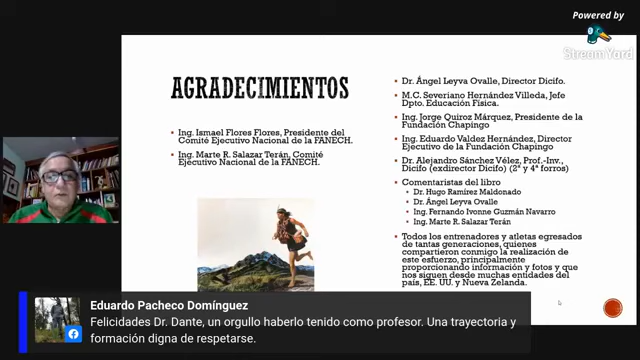 Powered by
StreamYard
AGRADECIMIENTOS
Ing. Ismael Flores Flores, Presidente del
Comité Ejecutivo Nacional de la FANECH.
Ing. Marte R. Salazar Terán, Comité
Ejecutivo Nacional de la FANECH.
Dr. Ángel Leyva Ovalle, Director Dicifo.
M.C. Severiano Hernández Villeda, Jefe
Dpto. Educación Física.
Ing. Jorge Quiroz Márquez, Presidente de la
Fundación Chapingo
Ing. Eduardo Valdez Hernández, Director
Ejecutivo de la Fundación Chapingo
Dr. Alejandro Sánchez Vélez, Prof.-Inv.,
Dicifo (exdirector Dicifo) (2° y 4° forros)
Comentaristas del libro
Dr. Hugo Ramírez Maldonado
Dr. Ángel Leyva Ovalle
Ing. Fernando Ivonne Guzmán Navarro
Ing. Marte R. Salazar Terán
Todos los entrenadores y atletas egresados
de tantas generaciones, quienes
compartieron conmigo la realización de
este esfuerzo, principalmente
proporcionando información y fotos y que
nos siguen desde muchas entidades del
país, EE. UU. y Nueva Zelanda.
Eduardo Pacheco Domínguez
Felicidades Dr. Dante, un orgullo haberlo tenido como profesor. Una trayectoria y
formación digna de respetarse.